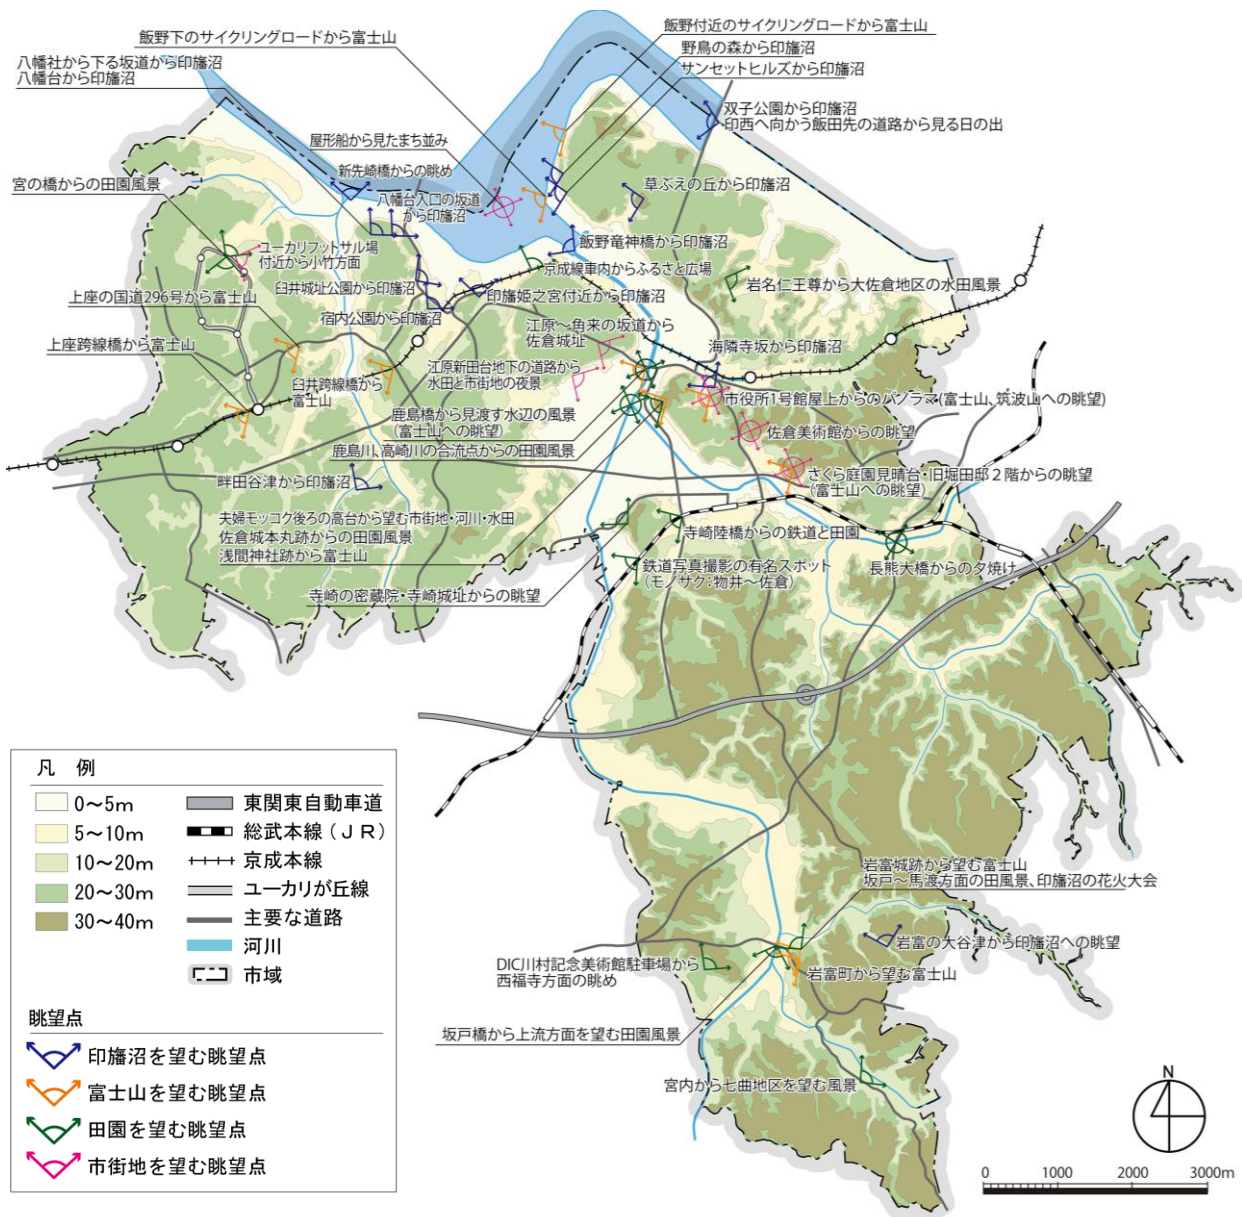 飯野付近のサイクリングロードから富士山
飯野下のサイクリングロードから富士山
野鳥の森から印旛沼
八幡社から下る坂道から印旛沼
サンセットヒルズから印旛沼
八幡台から印旛沼
双子公園から印旛沼
印西へ向かう飯田先の道路から見る日の出
屋形船から見たまち並み
新先崎橋からの眺め
宮の橋からの田園風景
草ぶえの丘から印旛沼
八幡台入口の坂道
から印旛沼
ユーカリフットサル場
付近から小竹方面
飯野竜神橋から印旛沼
京成線車内からふるさと広場
岩名仁王尊から大佐倉地区の水田風景
臼井城址公園から印旛沼
印旛姫之宮付近から印旛沼
上座の国道296号から富士山
宿内公園から印旛沼
江原～角来の坂道から
佐倉城址
海隣寺坂から印旛沼
上座跨線橋から富士山
江原新田台地下の道路から
水田と市街地の夜景
臼井跨線橋から
富士山
市役所1号館屋上からのパノラマ(富士山、筑波山への眺望)
鹿島橋から見渡す水辺の風景
(富士山への眺望)
佐倉美術館からの眺望
鹿島川、高崎川の合流点からの田園風景
さくら庭園見晴台・旧堀田邸２階からの眺望
(富士山への眺望)
畔田谷津から印旛沼
夫婦モッコク後ろの高台から望む市街地・河川・水田
佐倉城本丸跡からの田園風景
浅間神社跡から富士山
寺崎陸橋からの鉄道と田園
鉄道写真撮影の有名スポット
(モノサク：物井～佐倉)
長熊大橋からの夕焼け
寺崎の密蔵院・寺崎城址からの眺望
凡 例
0～5m
5～10m
10～20m
20～30m
30～40m
東関東自動車道
総武本線（ＪＲ）
京成本線
ユーカリが丘線
主要な道路
河川
市域
眺望点
印旛沼を望む眺望点
富士山を望む眺望点
田園を望む眺望点
市街地を望む眺望点
岩富城跡から望む富士山
坂戸～馬渡方面の田風景、印旛沼の花火大会
岩富の大谷津から印旛沼への眺望
DIC川村記念美術館駐車場から
西福寺方面の眺め
岩富町から望む富士山
坂戸橋から上流方面を望む田園風景
宮内から七曲地区を望む風景
N
0 1000 2000 3000m